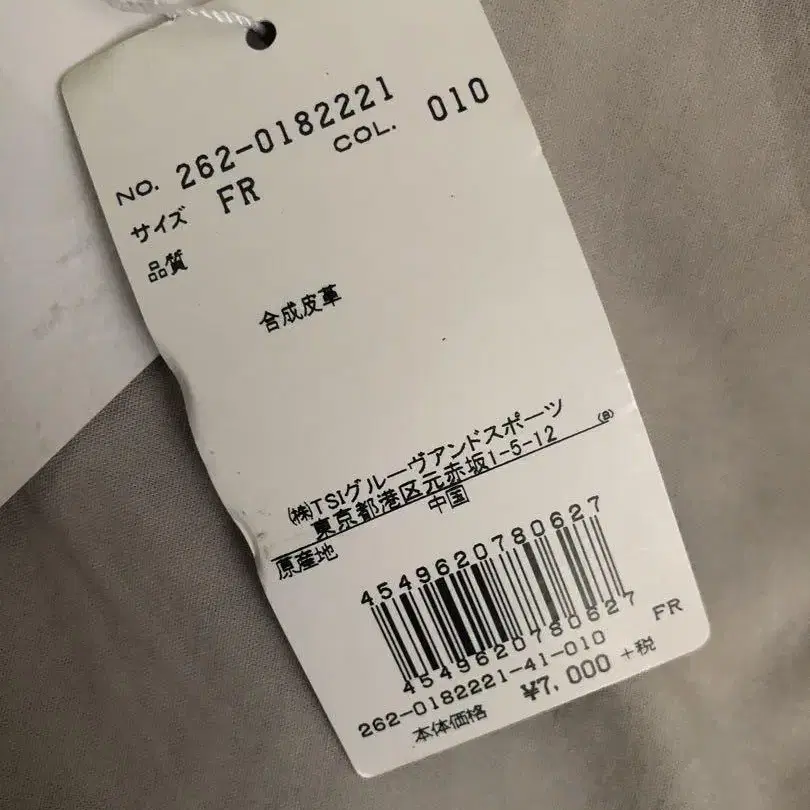 NO. 262-0182221
COL. 010
サイズ FR
品質
合成皮革
㈱TSIグルーヴアンドスポーツ
東京都港区元赤坂1-5-12
原産地 中国
4549620780627
4549620780627
262-0182221-41-010 FR
本体価格 ¥7,000 +税